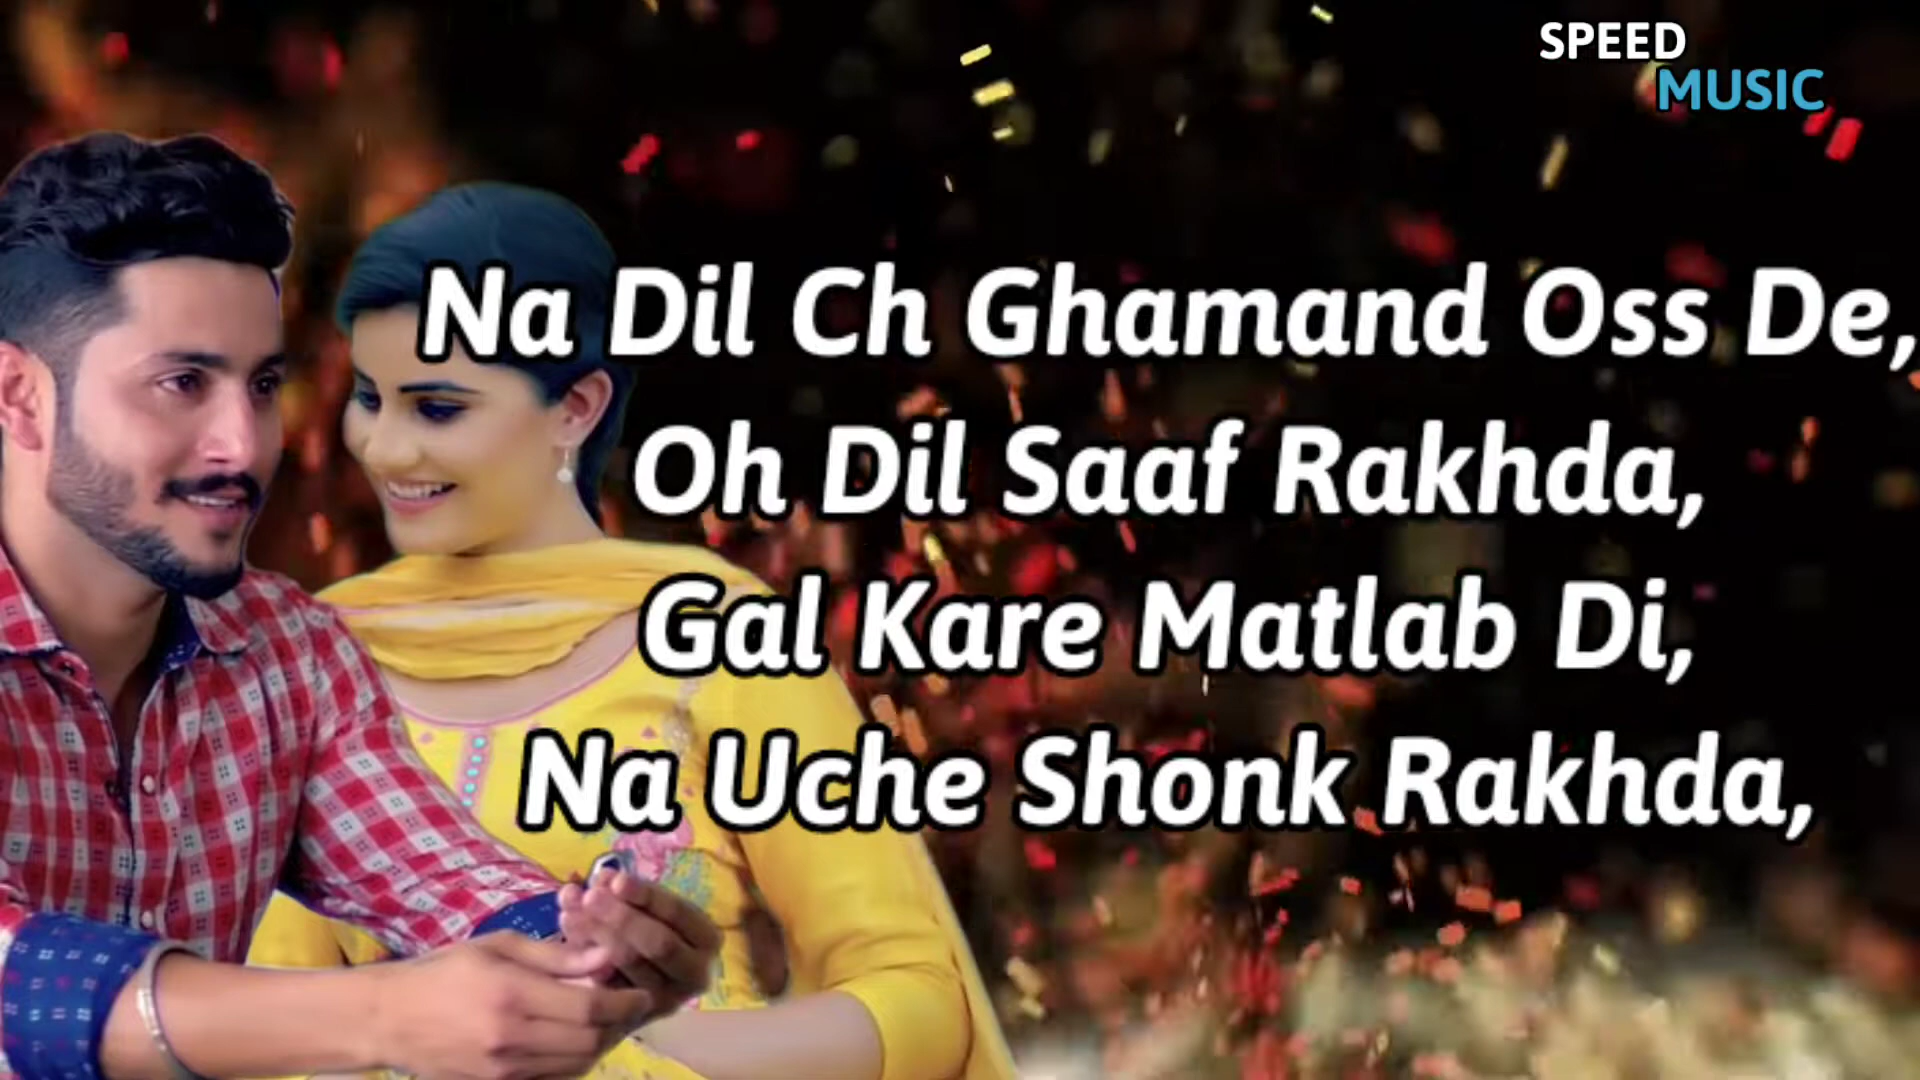 SPEED
MUSIC
Na Dil Ch Ghamand Oss De,
Oh Dil Saaf Rakhda,
Gal Kare Matlab Di,
Na Uche Shonk Rakhda,